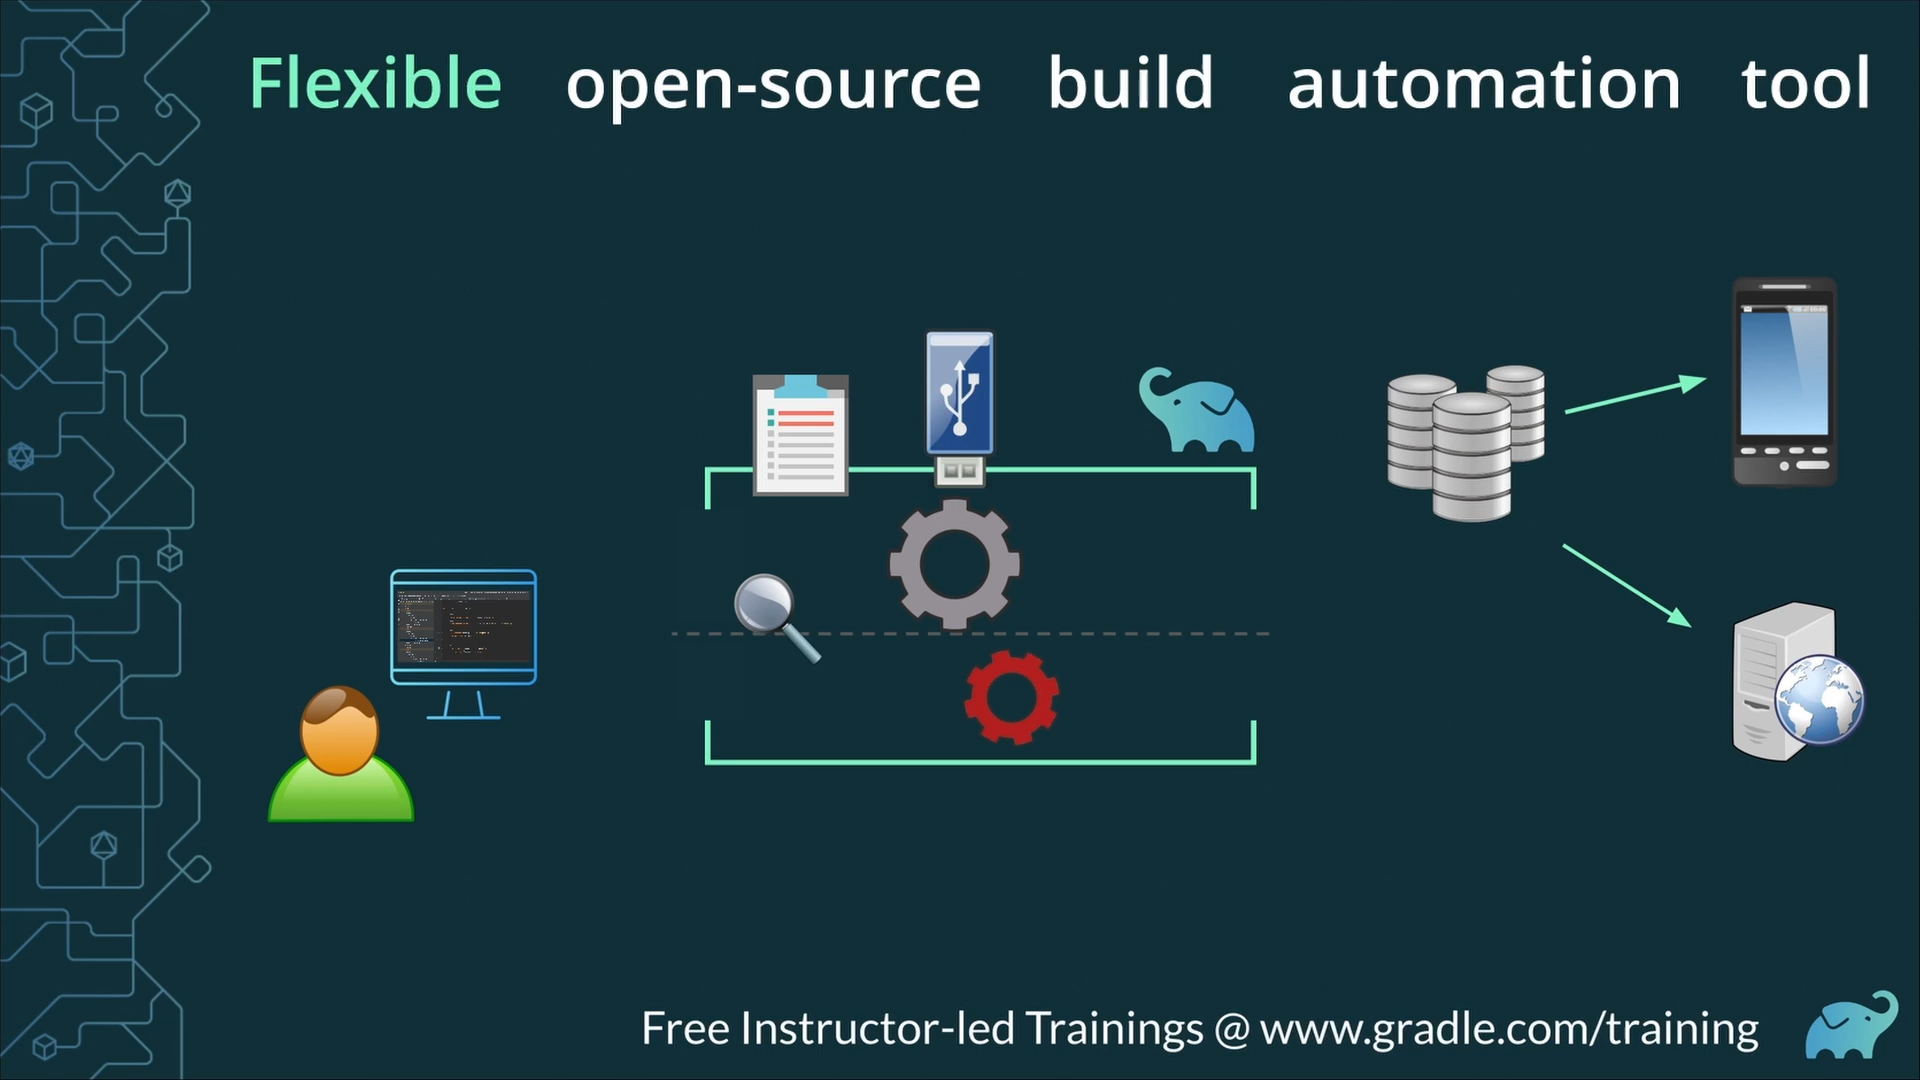 Flexible open-source build automation tool
Free Instructor-led Trainings @ www.gradle.com/training